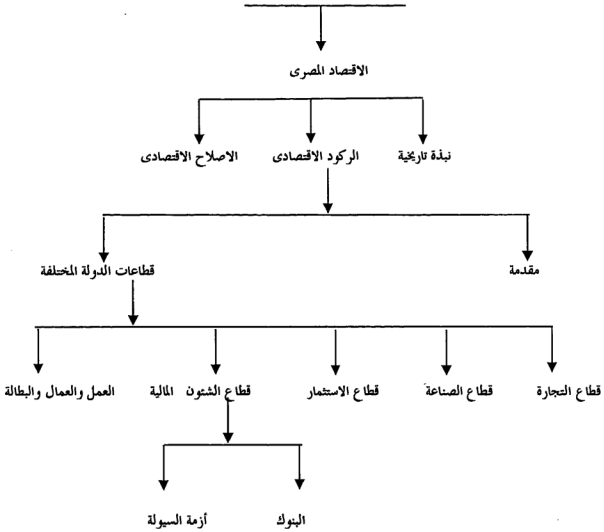 الاقتصاد المصرى
نبذة تاريخية الركود الاقتصادى الاصلاح الاقتصادى
مقدمة قطاعات الدولة المختلفة
قطاع التجارة قطاع الصناعة قطاع الاستثمار قطاع الشئون المالية العمل والعمال والبطالة
البنوك أزمة السيولة